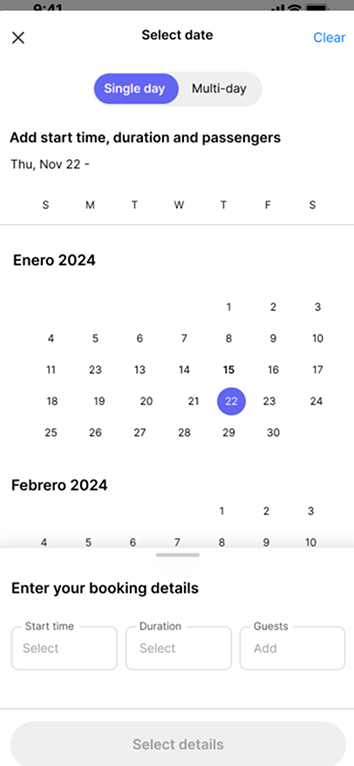 9:41
Select date
Clear
Single day Multi-day
Add start time, duration and passengers
Thu, Nov 22 -
S M T W T F S
Enero 2024
1 2 3
4 5 6 7 8 9 10
11 23 13 14 15 16 17
18 19 20 21 22 23 24
25 26 27 28 29 30
Febrero 2024
1 2 3
4 5 6 7 8 9 10
Enter your booking details
Start time Duration Guests
Select Select Add
Select details